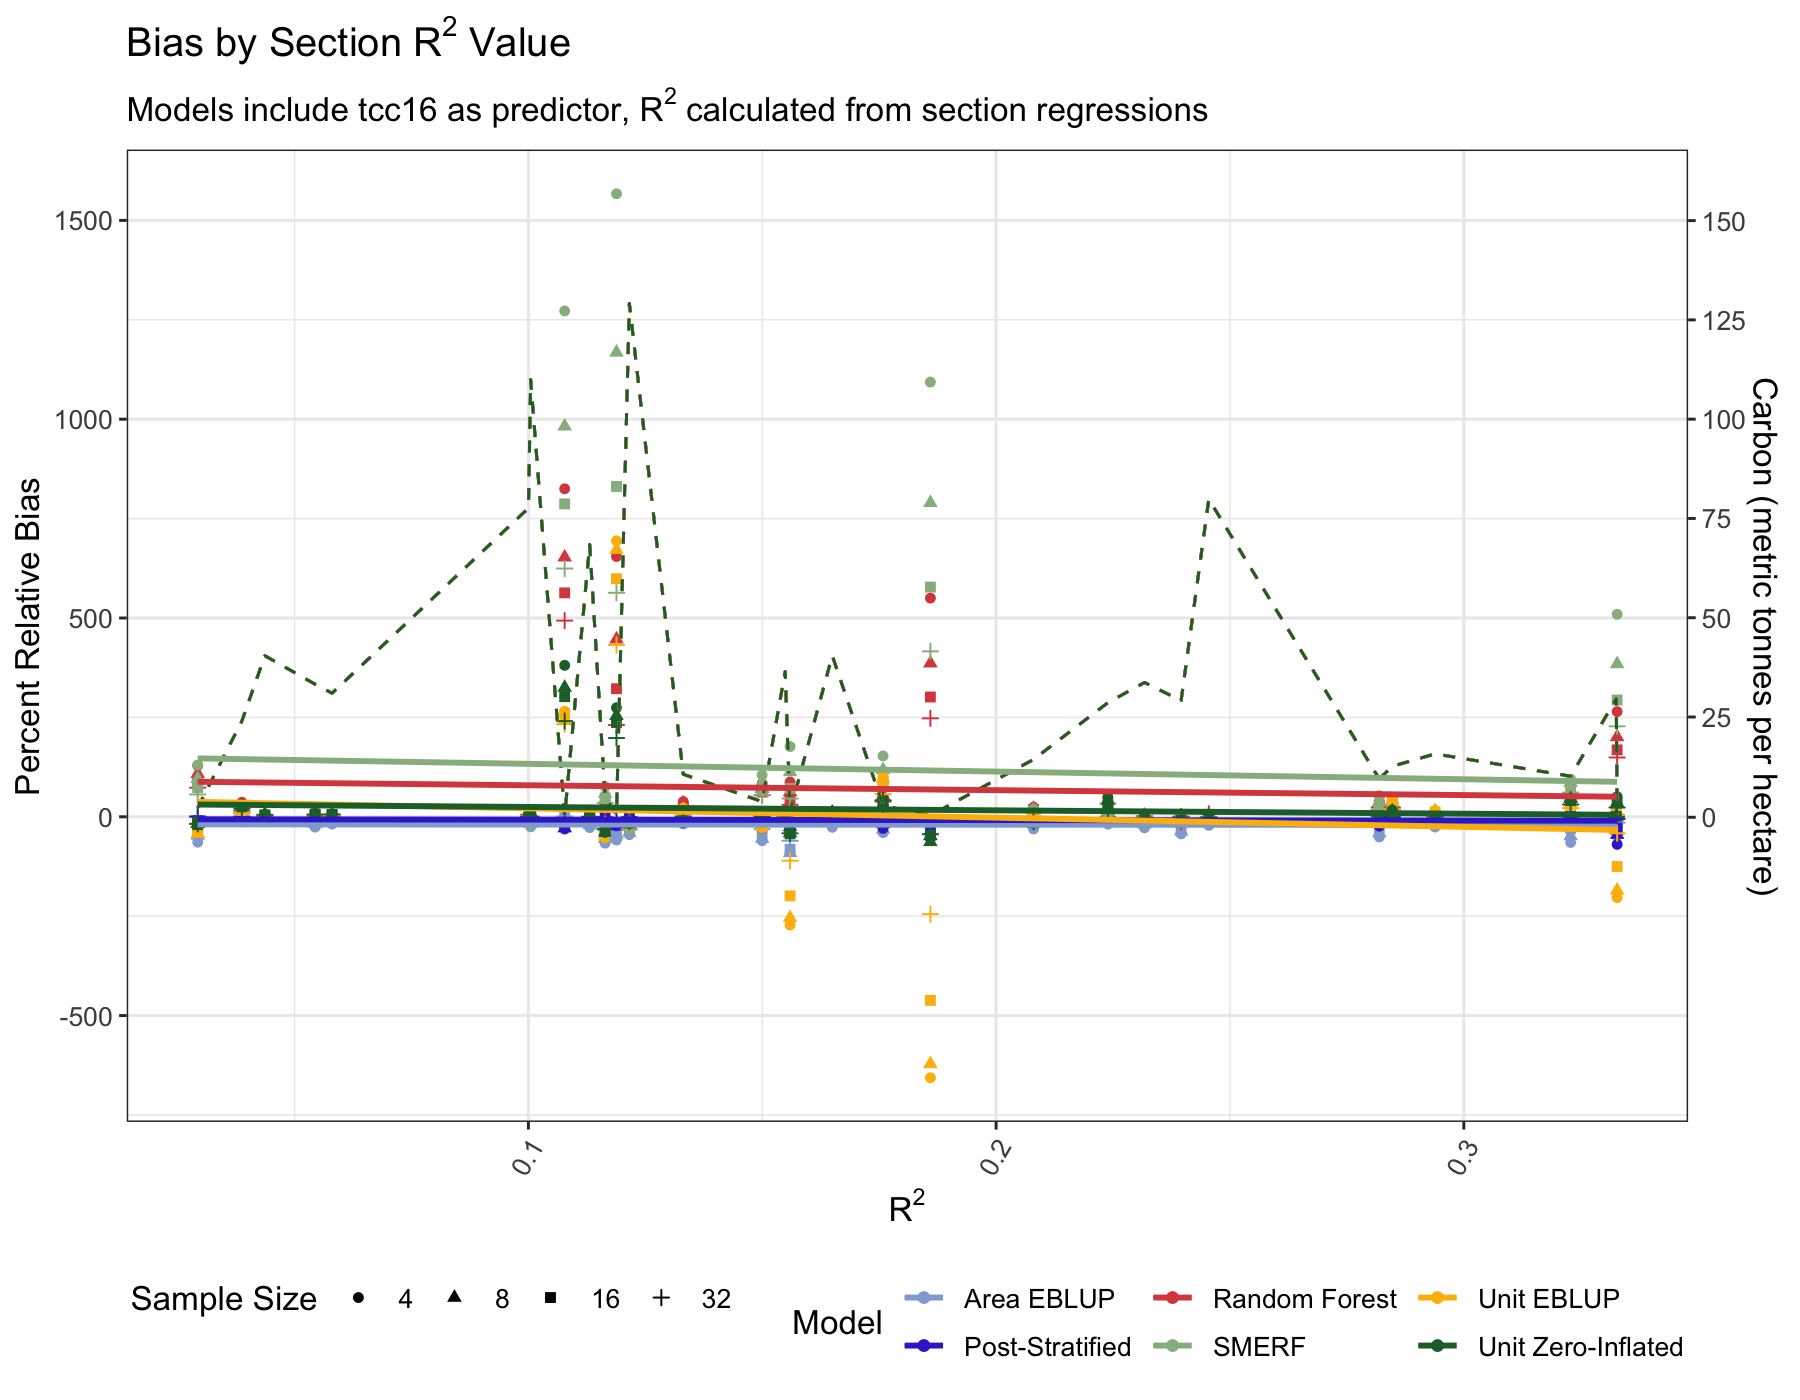 Bias by Section R² Value
Models include tcc16 as predictor, R² calculated from section regressions
Percent Relative Bias
1500
1000
500
0
-500
150
125
100
75
50
25
0
Carbon (metric tonnes per hectare)
0.1
0.2
0.3
R²
Sample Size
4
8
16
32
Model
Area EBLUP
Random Forest
Unit EBLUP
Post-Stratified
SMERF
Unit Zero-Inflated